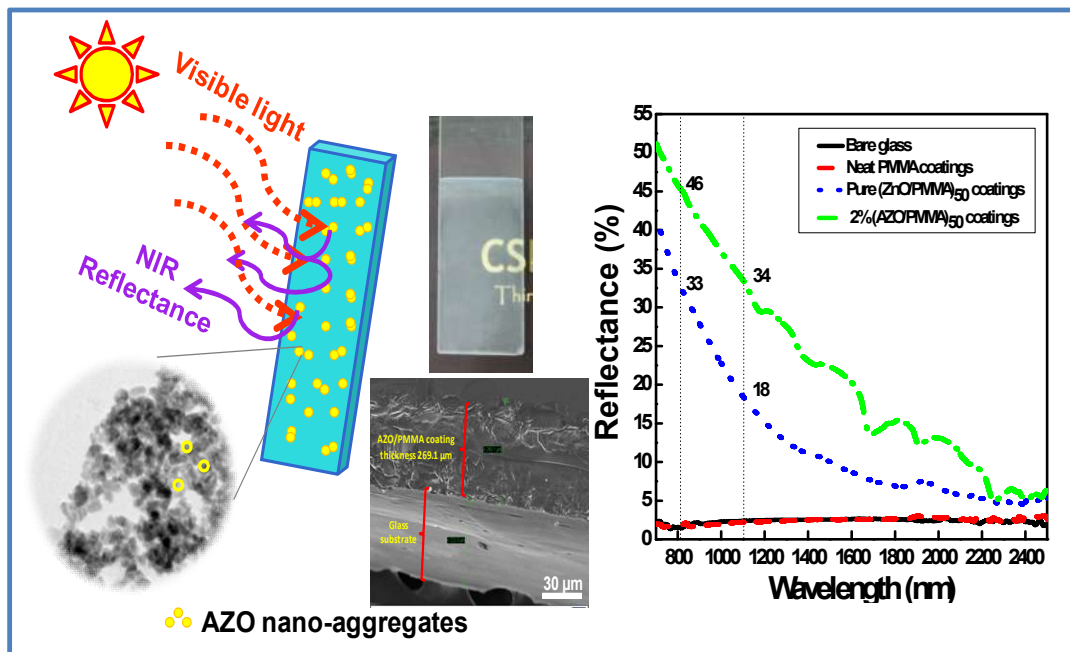 Visible light
NIR
Reflectance
AZO nano-aggregates
CSI
Thin
AZO/PMMA coating
thickness 269.1 µm
Glass
substrate
30 µm
Reflectance (%)
55
50
45
40
35
30
25
20
15
10
5
0
Bare glass
Neat PMMA coatings
Pure (ZnO/PMMA)50 coatings
2%(AZO/PMMA)50 coatings
46
33
34
18
800 1000 1200 1400 1600 1800 2000 2200 2400
Wavelength (nm)